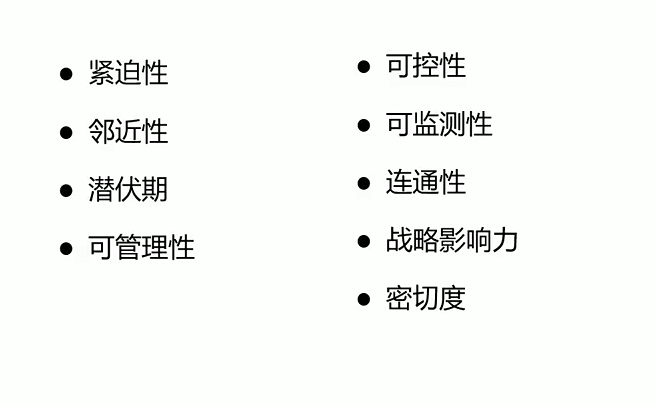 ● 紧迫性
● 邻近性
● 潜伏期
● 可管理性
● 可控性
● 可监测性
● 连通性
● 战略影响力
● 密切度